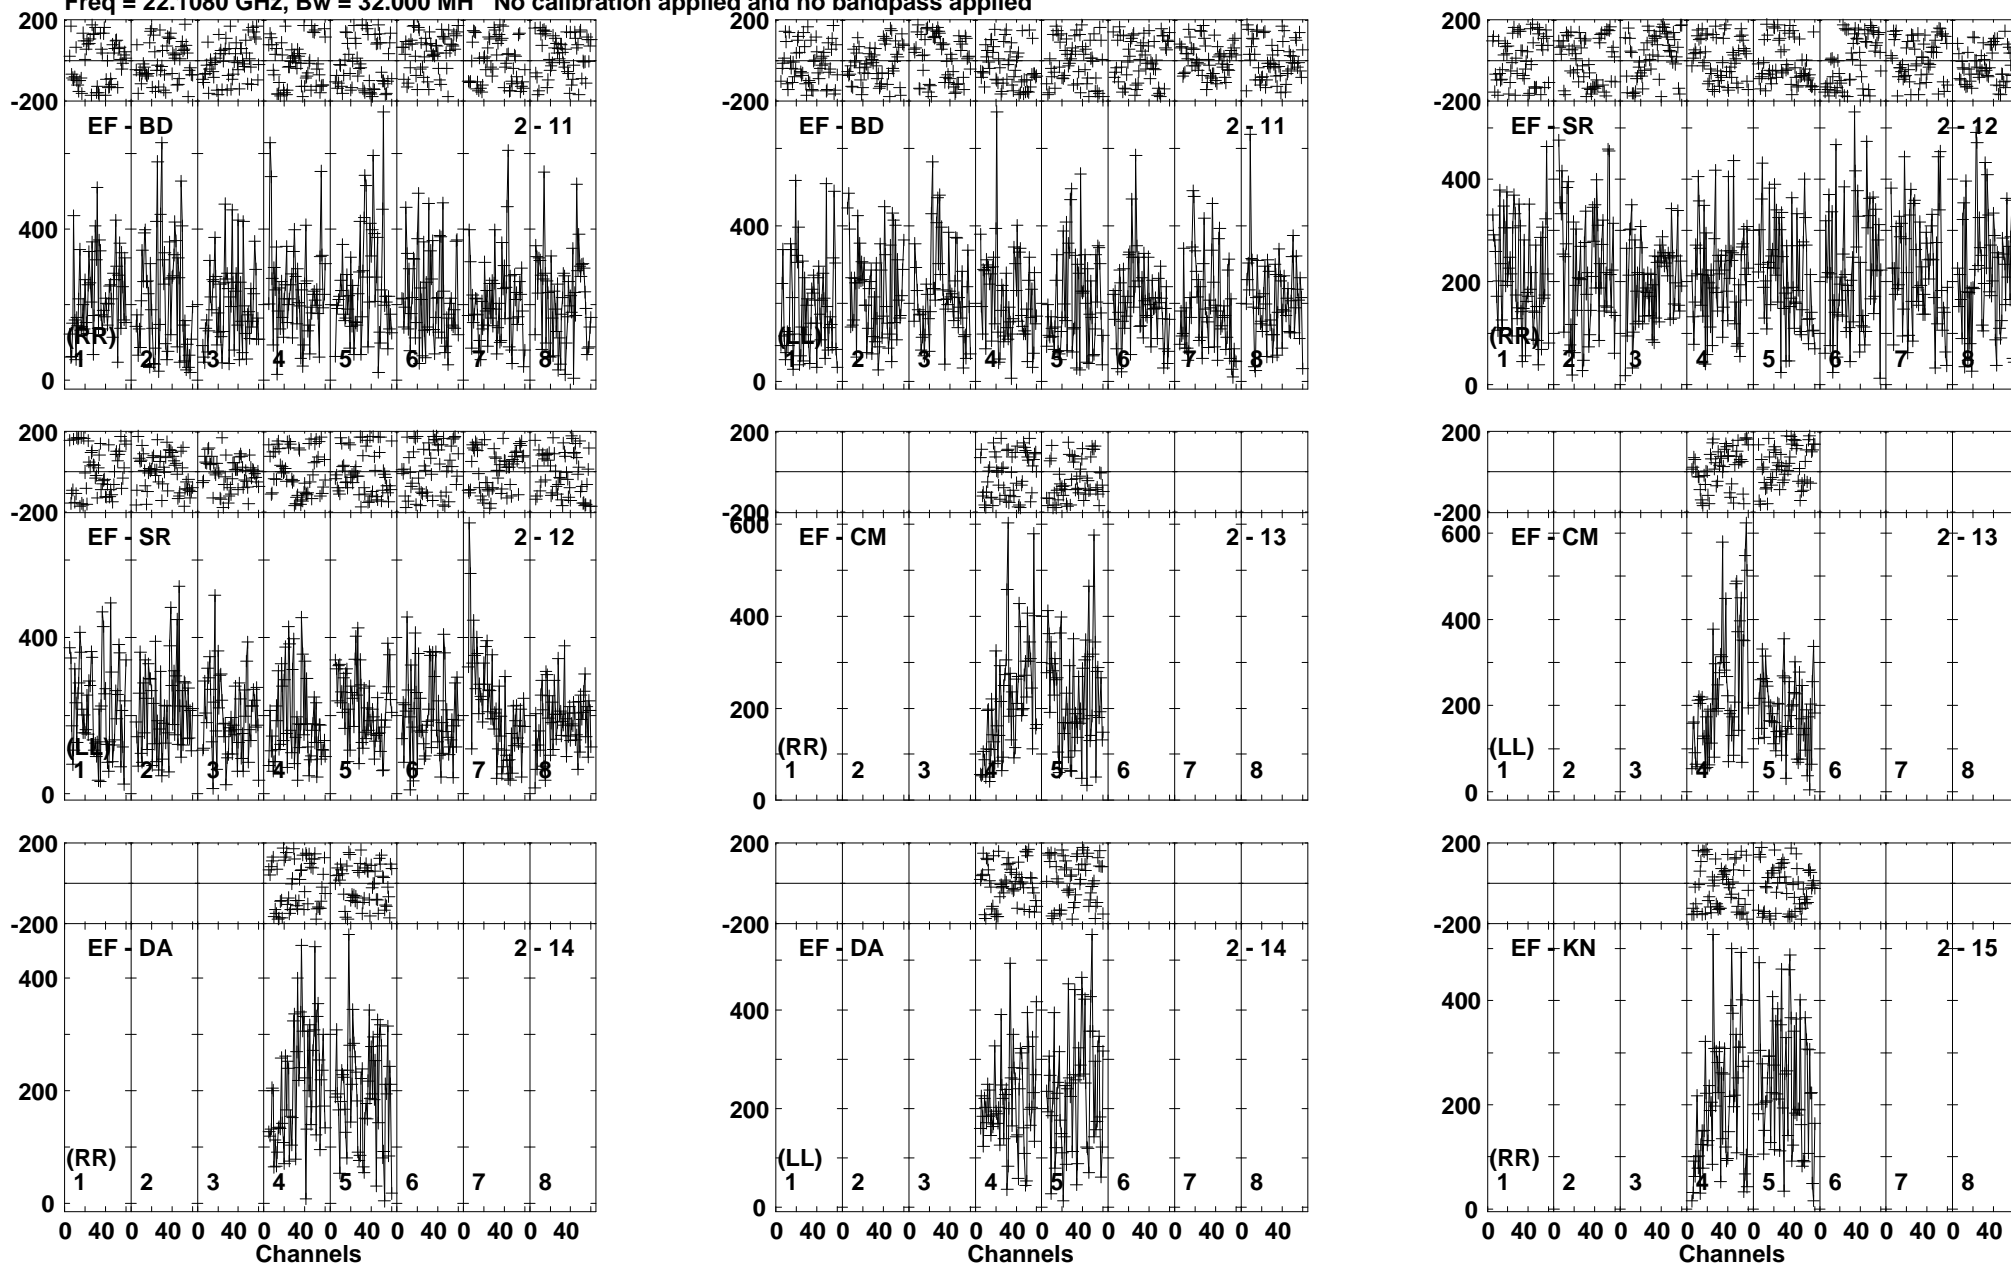 Freq = 22.1080 GHz, Bw = 32.000 MH No calibration applied and no bandpass applied
200 200 200
-200 -200 -200
EF - BD 2 - 11 EF - BD 2 - 11 EF - SR 2 - 12
400 400 400
200
(RR) (LL) (RR)
1 2 3 4 5 6 7 8 1 2 3 4 5 6 7 8 1 2 3 4 5 6 7 8
0 0 0
200 200 200
-200 -200 -200
600 600
EF - SR 2 - 12 EF - CM 2 - 13 EF - CM 2 - 13
400 400 400
200 200
(LL) (RR) (LL)
1 2 3 4 5 6 7 8 1 2 3 4 5 6 7 8 1 2 3 4 5 6 7 8
0 0 0
200 200 200
-200 -200 -200
EF - DA 2 - 14 EF - DA 2 - 14 EF - KN 2 - 15
400 400 400
200 200 200
(RR) (LL) (RR)
1 2 3 4 5 6 7 8 1 2 3 4 5 6 7 8 1 2 3 4 5 6 7 8
0 0 0
0 40 0 40 0 40 0 40 0 40 0 40 0 40 0 40 0 40 0 40 0 40 0 40 0 40 0 40 0 40 0 40 0 40 0 40 0 40 0 40 0 40 0 40 0 40 0 40
Channels Channels Channels